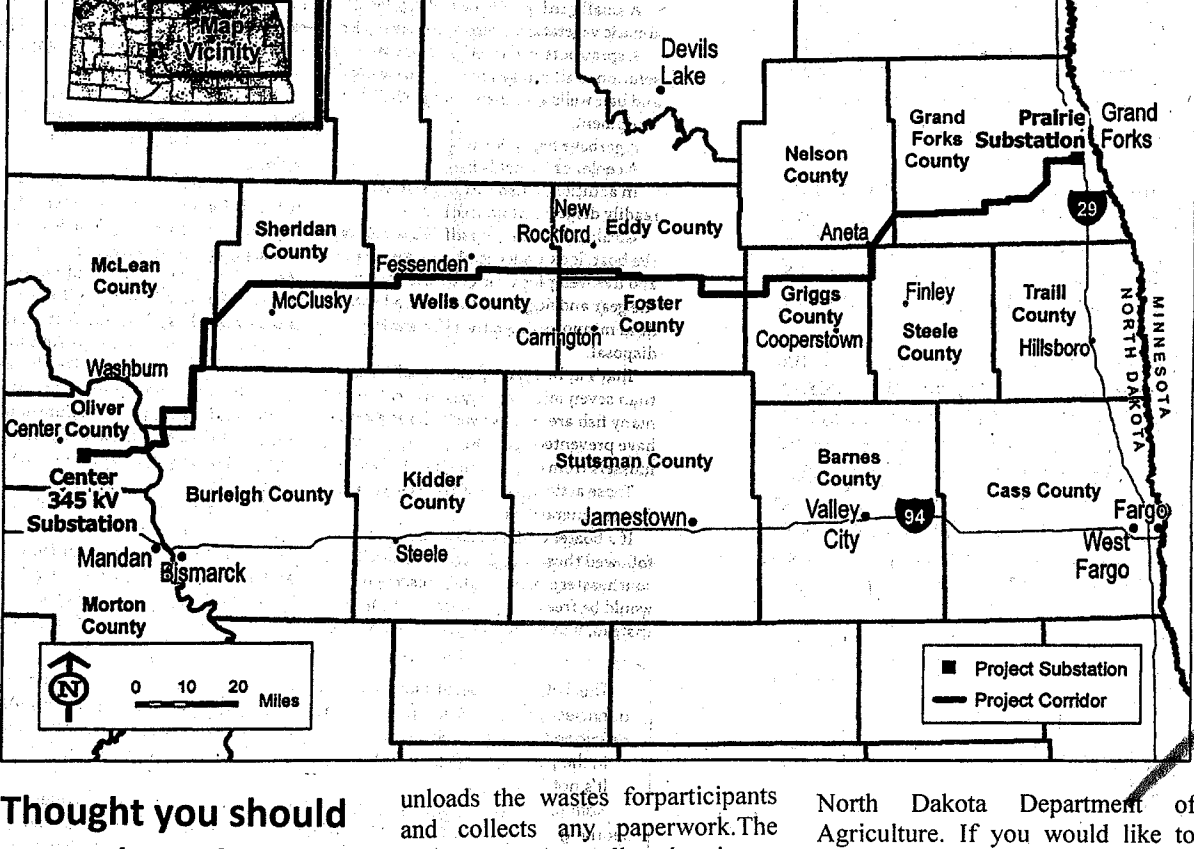 Map
Vicinity
Devils
Lake
Grand
Forks
County
Prairie
Substation
Grand
Forks
Nelson
County
29
New
Rockford
Eddy County
Aneta
Sheridan
County
McLean
County
Fessenden
McClusky
Wells County
Foster
County
Griggs
County
Cooperstown
Finley
Steele
County
Traill
County
Hillsboro
MINNESOTA
NORTH DAKOTA
Carrington
Washburn
Oliver
County
Center
Center
345 kV
Substation
Burleigh County
Kidder
County
Stutsman County
Barnes
County
Cass County
Jamestown
Valley
City
94
Fargo
West
Fargo
Mandan
Bismarck
Steele
Morton
County
N
0 10 20 Miles
Project Substation
Project Corridor
Thought you should
unloads the wastes forparticipants
and collects any paperwork.The
North Dakota Department of
Agriculture. If you would like to